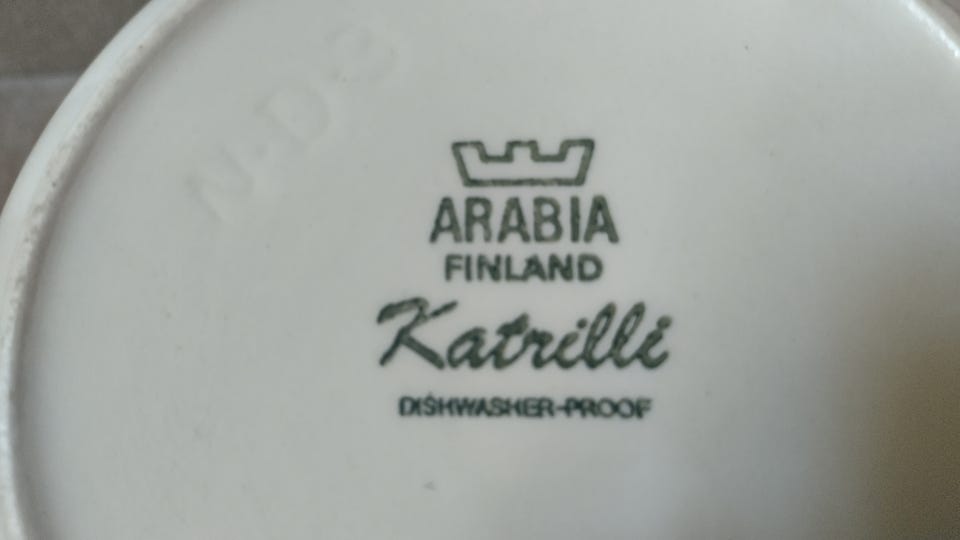 ARABIA
FINLAND
Katrilli
DISHWASHER-PROOF